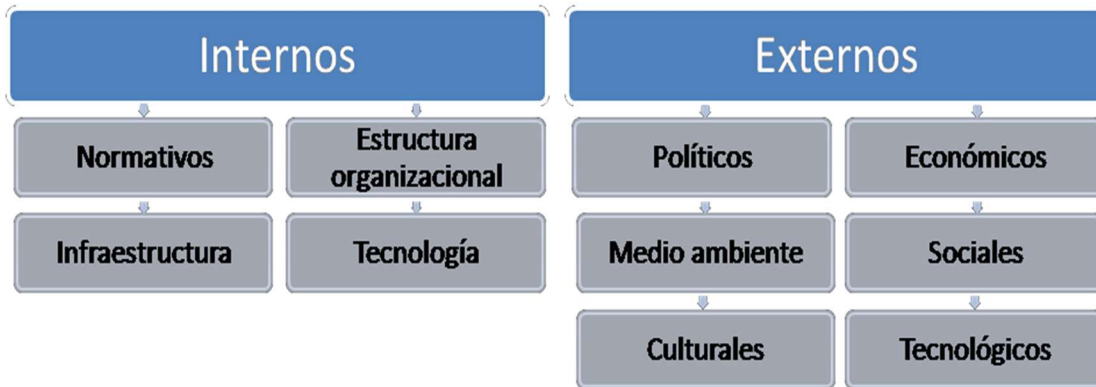 Internos
Normativos
Estructura
organizacional
Infraestructura
Tecnología
Externos
Políticos
Económicos
Medio ambiente
Sociales
Culturales
Tecnológicos